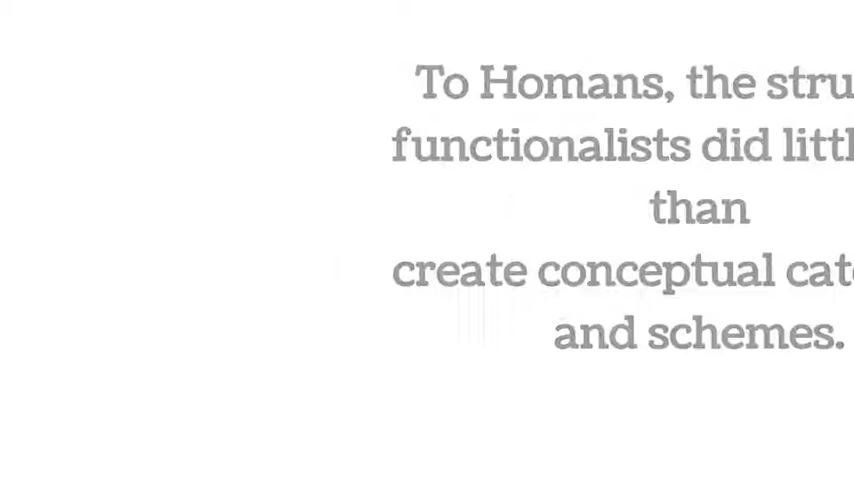 To Homans, the stru
functionalists did littl
than
create conceptual cat
and schemes.